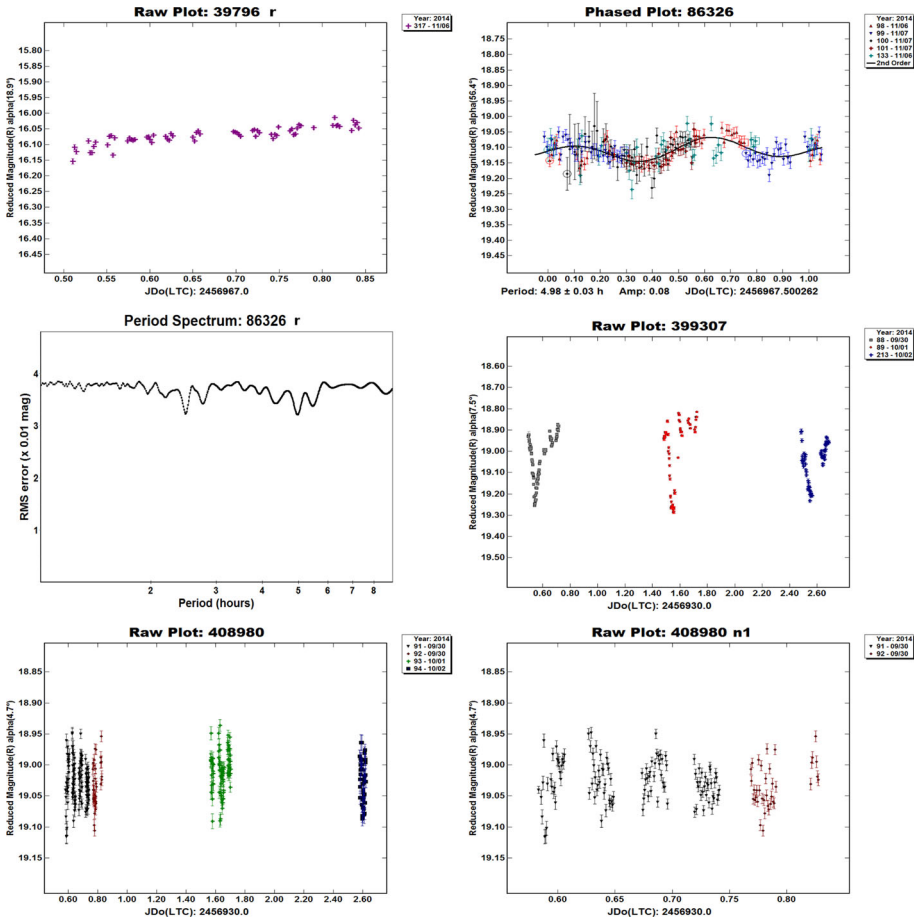 Raw Plot: 39796 r
Year: 2014
317 - 11/06
Reduced Magnitude(R) alpha(18.9°)
15.80
15.85
15.90
15.95
16.00
16.05
16.10
16.15
16.20
16.25
16.30
16.35
16.40
16.45
0.50
0.55
0.60
0.65
0.70
0.75
0.80
0.85
JDo(LTC): 2456967.0
Phased Plot: 86326
Year: 2014
98 - 11/06
99 - 11/07
100 - 11/07
101 - 11/07
133 - 11/06
2nd Order
Reduced Magnitude(R) alpha(56.4°)
18.75
18.80
18.85
18.90
18.95
19.00
19.05
19.10
19.15
19.20
19.25
19.30
19.35
19.40
0.00
0.10
0.20
0.30
0.40
0.50
0.60
0.70
0.80
0.90
1.00
Period: 4.98 ± 0.03 h Amp: 0.08 JDo(LTC): 2456967.500262
Period Spectrum: 86326 r
RMS error (x 0.01 mag)
4
3
2
1
2
3
4
5
6
7
8
Period (hours)
Raw Plot: 399307
Year: 2014
88 - 09/30
89 - 10/01
213 - 10/02
Reduced Magnitude(R) alpha(7.5°)
18.60
18.70
18.80
18.90
19.00
19.10
19.20
19.30
19.40
19.50
0.60
0.80
1.00
1.20
1.40
1.60
1.80
2.00
2.20
2.40
2.60
JDo(LTC): 2456930.0
Raw Plot: 408980
Year: 2014
91 - 09/30
92 - 09/30
93 - 10/01
94 - 10/02
Reduced Magnitude(R) alpha(4.7°)
18.85
18.90
18.95
19.00
19.05
19.10
19.15
0.60
0.80
1.00
1.20
1.40
1.60
1.80
2.00
2.20
2.40
2.60
JDo(LTC): 2456930.0
Raw Plot: 408980 n1
Year: 2014
91 - 09/30
92 - 09/30
Reduced Magnitude(R) alpha(4.7°)
18.85
18.90
18.95
19.00
19.05
19.10
19.15
0.60
0.65
0.70
0.75
0.80
JDo(LTC): 2456930.0